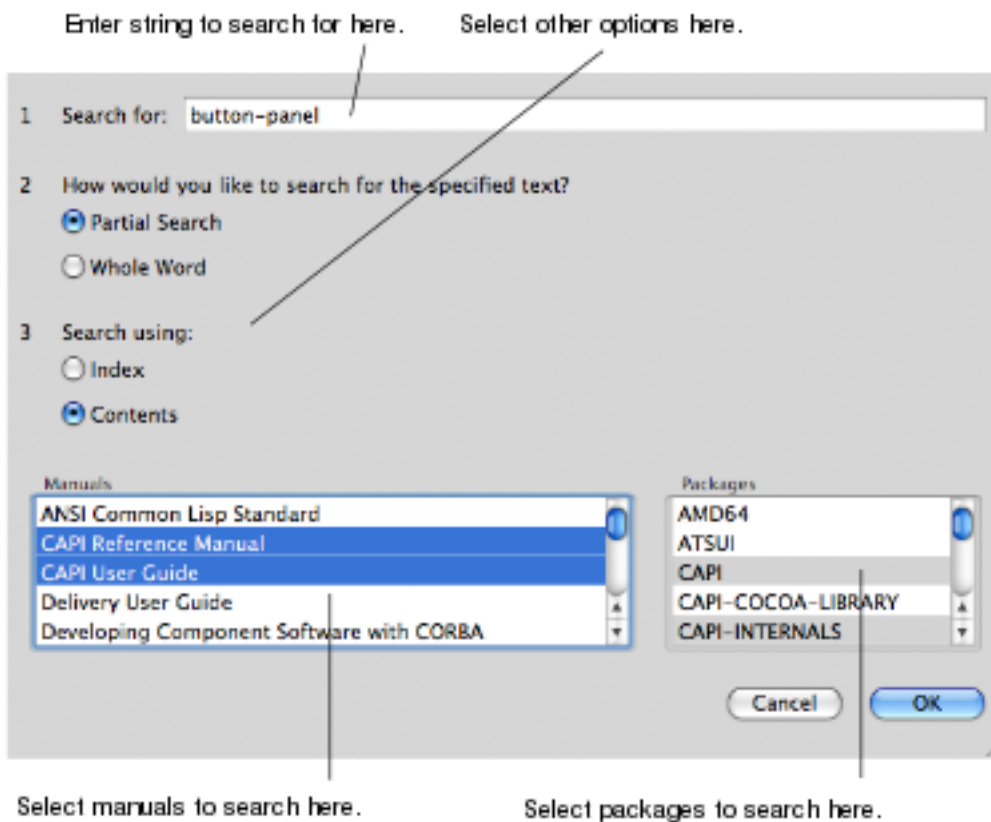 Enter string to search for here. Select other options here.
1 Search for: button-panel
2 How would you like to search for the specified text?
Partial Search
Whole Word
3 Search using:
Index
Contents
Manuals
ANSI Common Lisp Standard
CAPI Reference Manual
CAPI User Guide
Delivery User Guide
Developing Component Software with CORBA
Packages
AMD64
ATSUI
CAPI
CAPI-COCOA-LIBRARY
CAPI-INTERNALS
Cancel OK
Select manuals to search here. Select packages to search here.